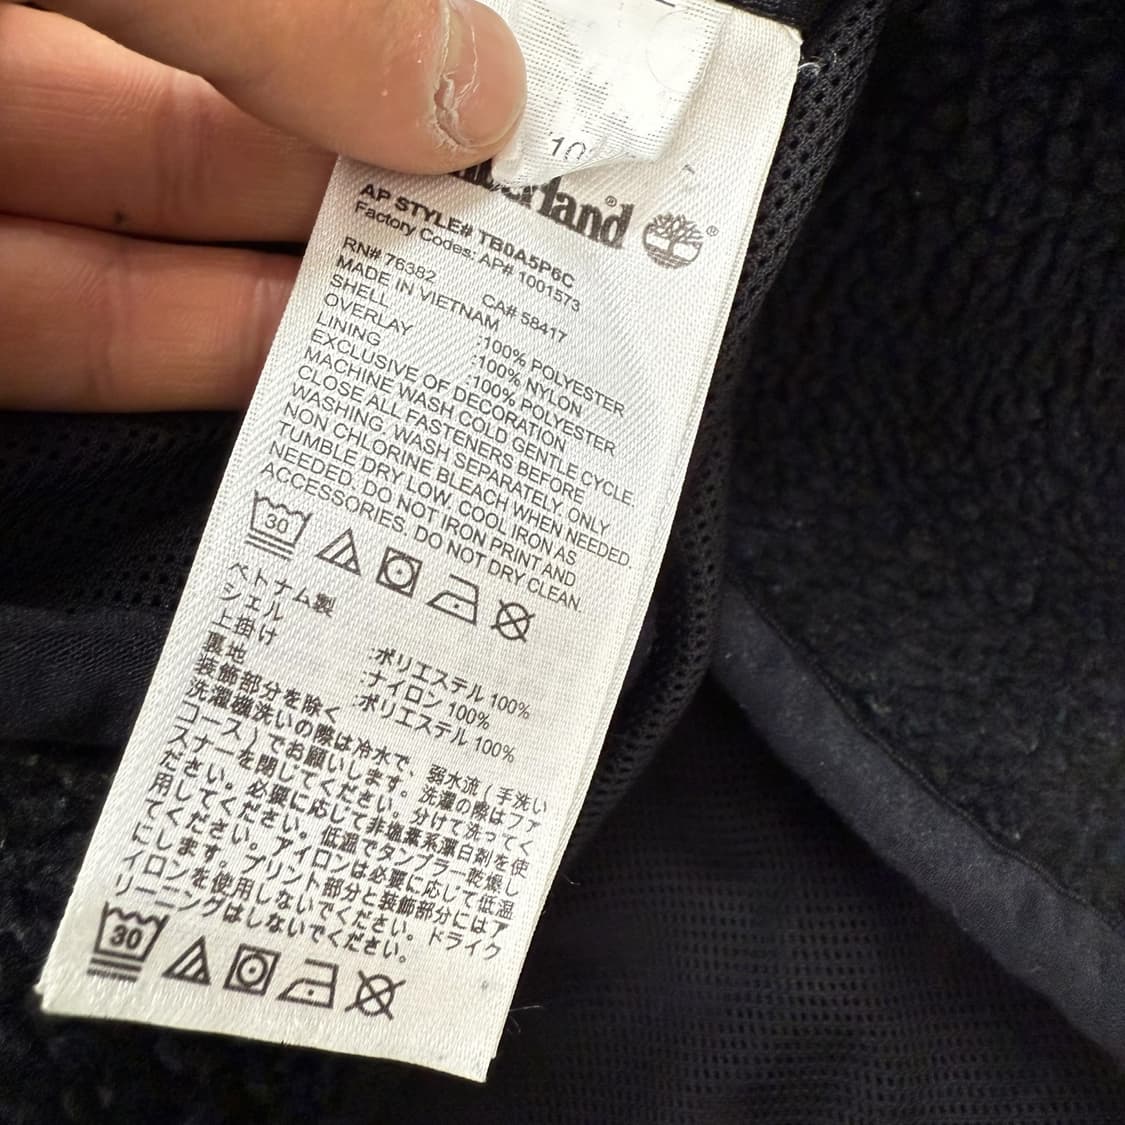 AP STYLE# TB0A5P6C
Factory Codes: AP# 1001573
RN# 76382 CA# 58417
MADE IN VIETNAM
SHELL :100% POLYESTER
OVERLAY :100% NYLON
LINING :100% POLYESTER
EXCLUSIVE OF DECORATION
MACHINE WASH COLD GENTLE CYCLE.
CLOSE ALL FASTENERS BEFORE
WASHING. WASH SEPARATELY. ONLY
NON CHLORINE BLEACH WHEN NEEDED.
TUMBLE DRY LOW. COOL IRON AS
NEEDED. DO NOT IRON PRINT AND
ACCESSORIES. DO NOT DRY CLEAN.
30
ベトナム製
シェル :ポリエステル 100%
上掛け :ナイロン 100%
裏地 :ポリエステル 100%
装飾部分を除く
洗濯機洗いの際は冷水で、弱水流 ( 手洗い
コース ) でお願いします。洗濯の際はファ
スナーを閉じてください。分けて洗ってく
ださい。必要に応じて非塩素系漂白剤を使
用してください。低温でタンブラー乾燥し
てください。アイロンは必要に応じて低温
にします。プリント部分と装飾部分にはア
イロンを使用しないでください。ドライク
リーニングはしないでください。
30